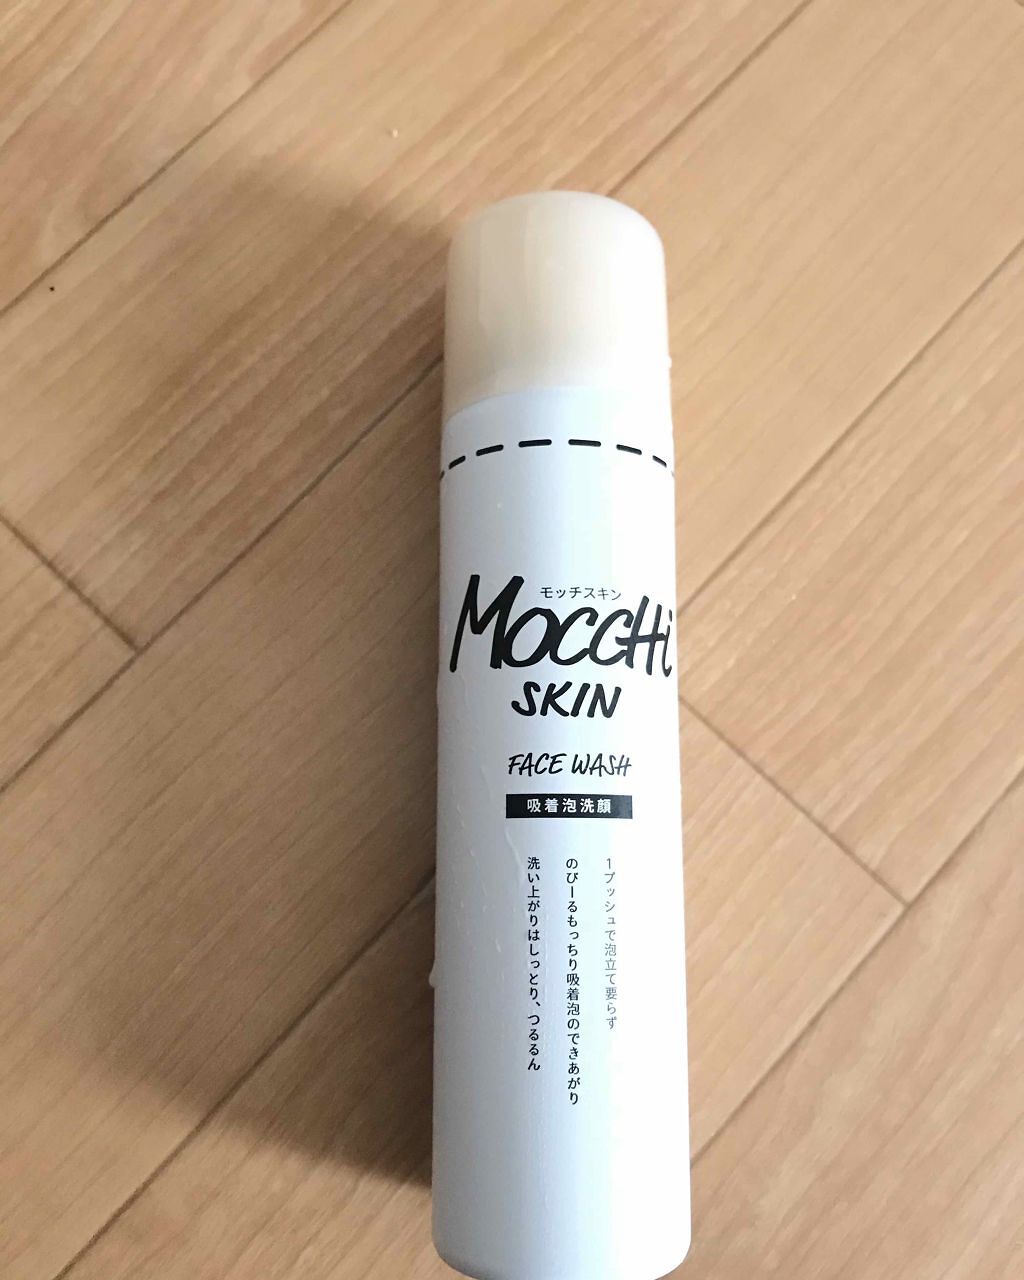 モッチスキン
MOCCHi
SKIN
FACE WASH
吸着泡洗顔
1プッシュで泡立て要らず
のびーるもっちり吸着泡のできあがり
洗い上がりはしっとり、つるるん